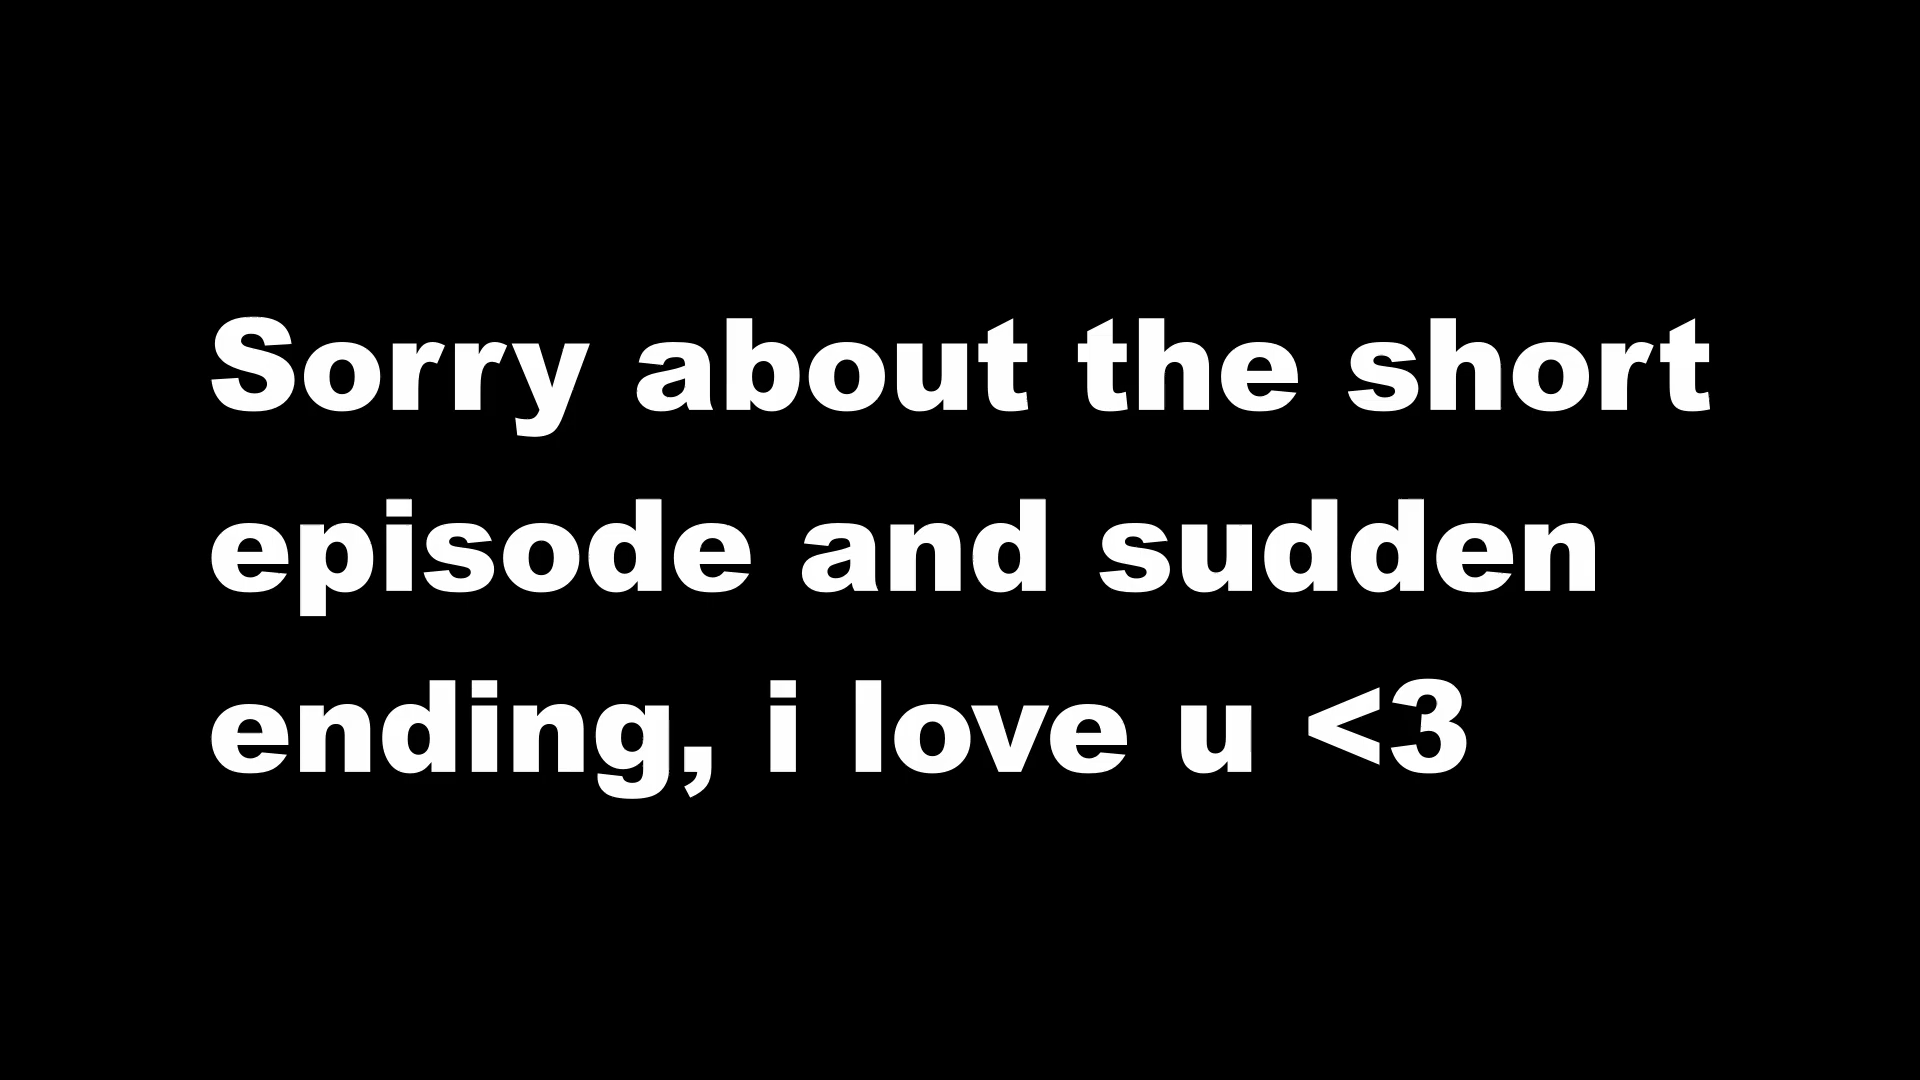 Sorry about the short
episode and sudden
ending, i love u <3